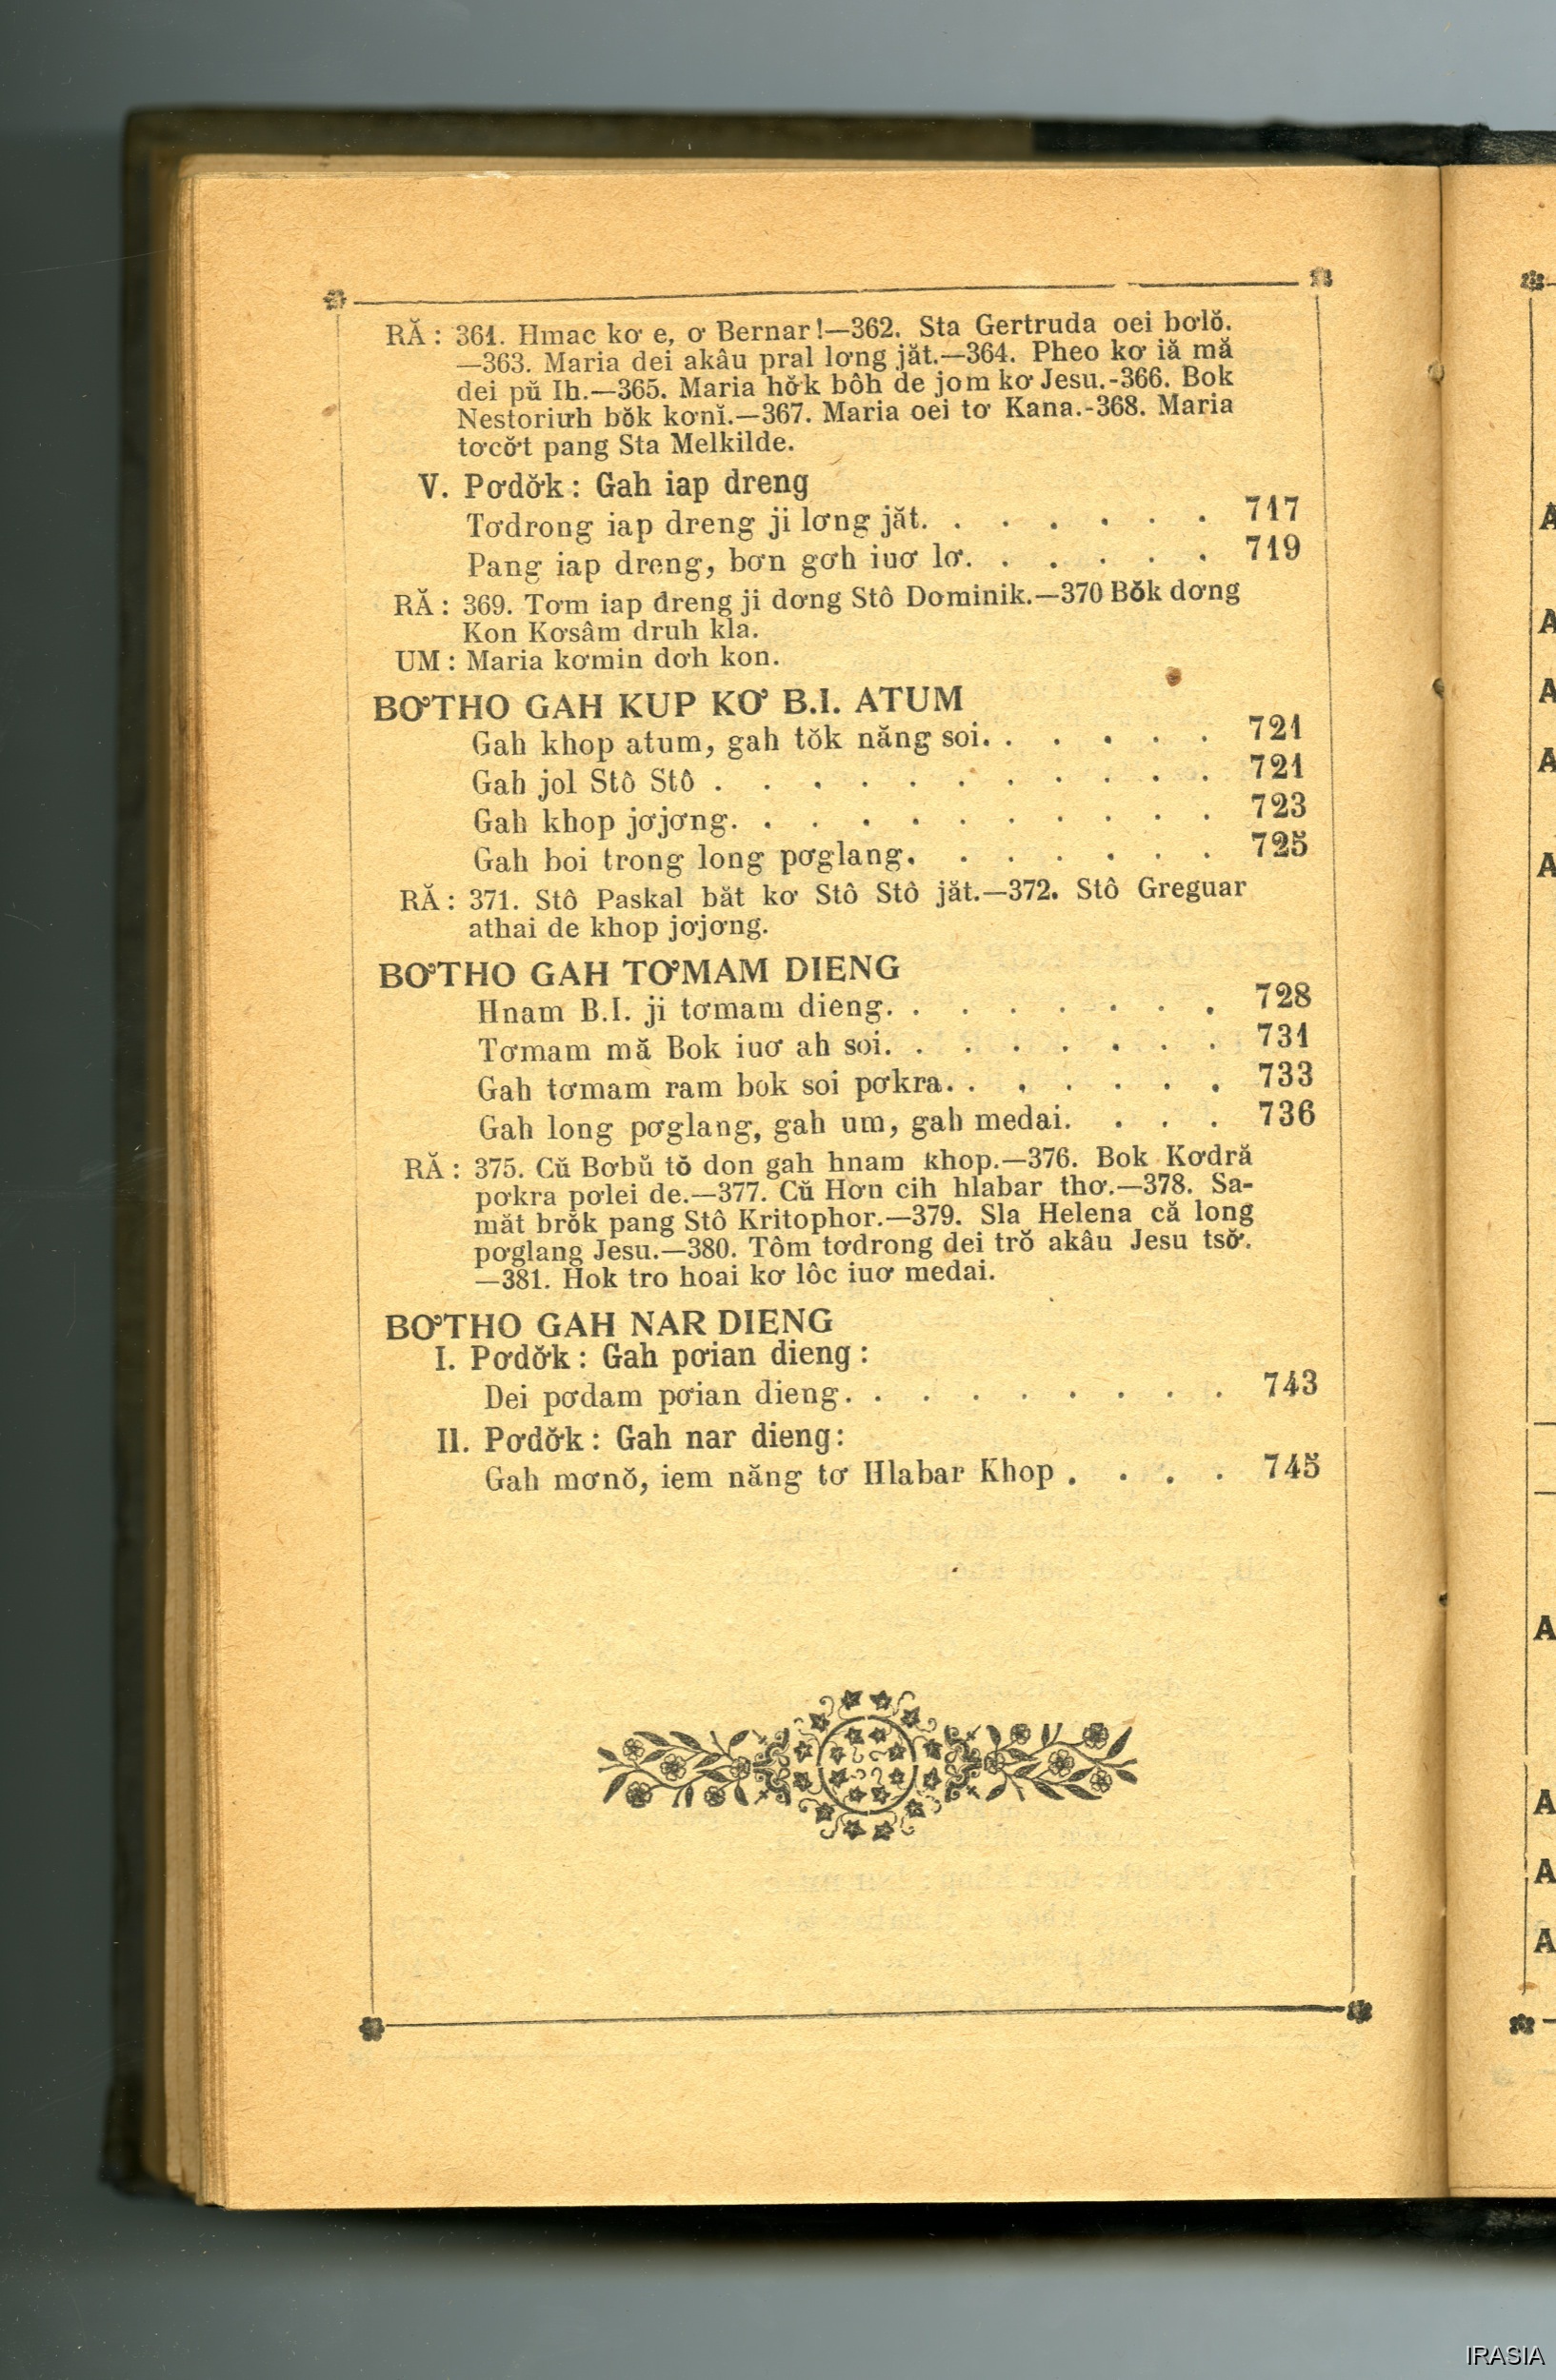 RĂ : 361. Hmac kơ e, ơ Bernar !—362. Sta Gertruda oei bơlŏ.
—363. Maria dei akâu pral lơng jăt.—364. Pheo kơ iă mă
dei pŭ Ih.—365. Maria hơ̆k bôh de jom kơ Jesu.-366. Bok
Nestoriưh bŏk kơnĭ.—367. Maria oei tơ Kana.-368. Maria
tơcơ̆t pang Sta Melkilde.
V. Pơdơ̆k : Gah iap dreng
Tơdrong iap dreng ji lơng jăt. . . . . . . 717
Pang iap dreng, bơn gơh iuơ lơ. . . . . . 719
RĂ : 369. Tơm iap dreng ji dơng Stô Dominik.—370 Bŏk dơng
Kon Kơsâm druh kla.
UM : Maria kơmin dơh kon.
BƠTHO GAH KUP KƠ B.I. ATUM
Gah khop atum, gah tŏk năng soi. . . . . . 721
Gah jol Stô Stô . . . . . . . . . . . 721
Gah khop jơjơng. . . . . . . . . . . 723
Gah boi trong long pơglang. . . . . . . 725
RĂ : 371. Stô Paskal băt kơ Stô Stô jăt.—372. Stô Greguar
athai de khop jơjơng.
BƠTHO GAH TƠMAM DIENG
Hnam B.I. ji tơmam dieng. . . . . . . . 728
Tơmam mă Bok iuơ ah soi. . . . . . . . 731
Gah tơmam ram bok soi pơkra. . . . . . . 733
Gah long pơglang, gah um, gah medai. . . . 736
RĂ : 375. Cŭ Bơbŭ tŏ don gah hnam khop.—376. Bok Kơdră
pơkra pơlei de.—377. Cŭ Hơn cih hlabar thơ.—378. Sa-
măt brŏk pang Stô Kritophor.—379. Sla Helena că long
pơglang Jesu.—380. Tôm tơdrong dei trŏ akâu Jesu tsơ̆.
—381. Hok tro hoai kơ lôc iuơ medai.
BƠTHO GAH NAR DIENG
I. Pơdơ̆k : Gah pơian dieng :
Dei pơdam pơian dieng. . . . . . . . . 743
II. Pơdơ̆k : Gah nar dieng :
Gah mơnŏ, iem năng tơ Hlabar Khop . . . . 745
A
A
A
A
A
A
A
A
A
IRASIA